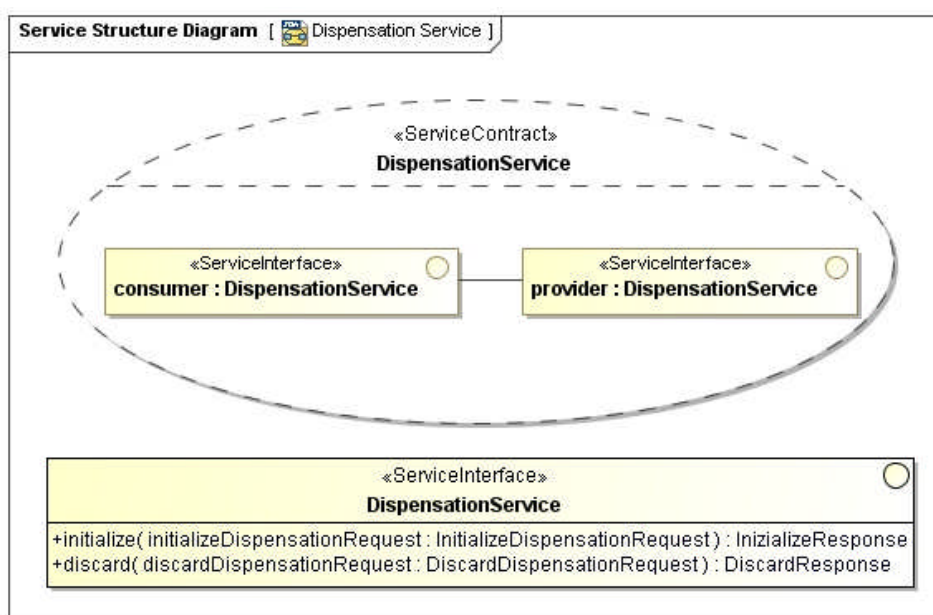 Service Structure Diagram [ Dispensation Service ]
«ServiceContract»
DispensationService
«ServiceInterface»
consumer : DispensationService
«ServiceInterface»
provider : DispensationService
«ServiceInterface»
DispensationService
+initialize( initializeDispensationRequest : InitializeDispensationRequest ) : InizializeResponse
+discard( discardDispensationRequest : DiscardDispensationRequest ) : DiscardResponse